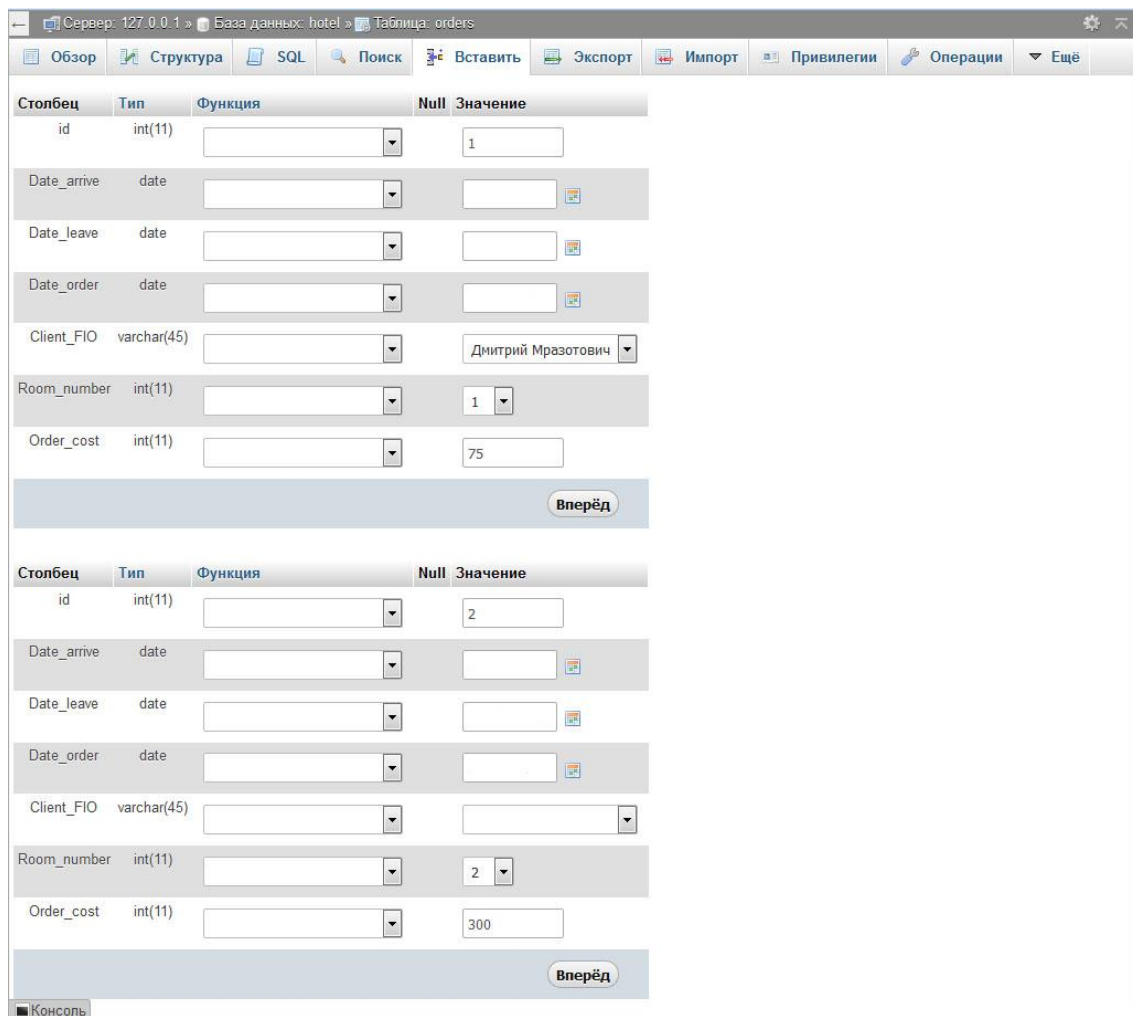 ← Сервер: 127.0.0.1 » База данных: hotel » Таблица: orders
Обзор Структура SQL Поиск Вставить Экспорт Импорт Привилегии Операции Ещё
Столбец Тип Функция Null Значение
id int(11) 1
Date_arrive date
Date_leave date
Date_order date
Client_FIO varchar(45) Дмитрий Мразотович
Room_number int(11) 1
Order_cost int(11) 75
Вперёд
Столбец Тип Функция Null Значение
id int(11) 2
Date_arrive date
Date_leave date
Date_order date
Client_FIO varchar(45)
Room_number int(11) 2
Order_cost int(11) 300
Вперёд
Консоль